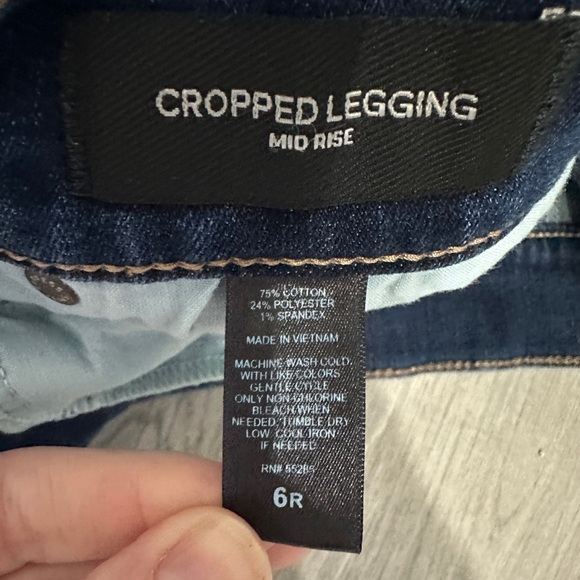 CROPPED LEGGING
MID RISE
75% COTTON
24% POLYESTER
1% SPANDEX
MADE IN VIETNAM
MACHINE WASH COLD
WITH LIKE COLORS
GENTLE CYCLE
ONLY NON-CHLORINE
BLEACH WHEN
NEEDED, TUMBLE DRY
LOW, COOL IRON
IF NEEDED
RN# 55285
6R